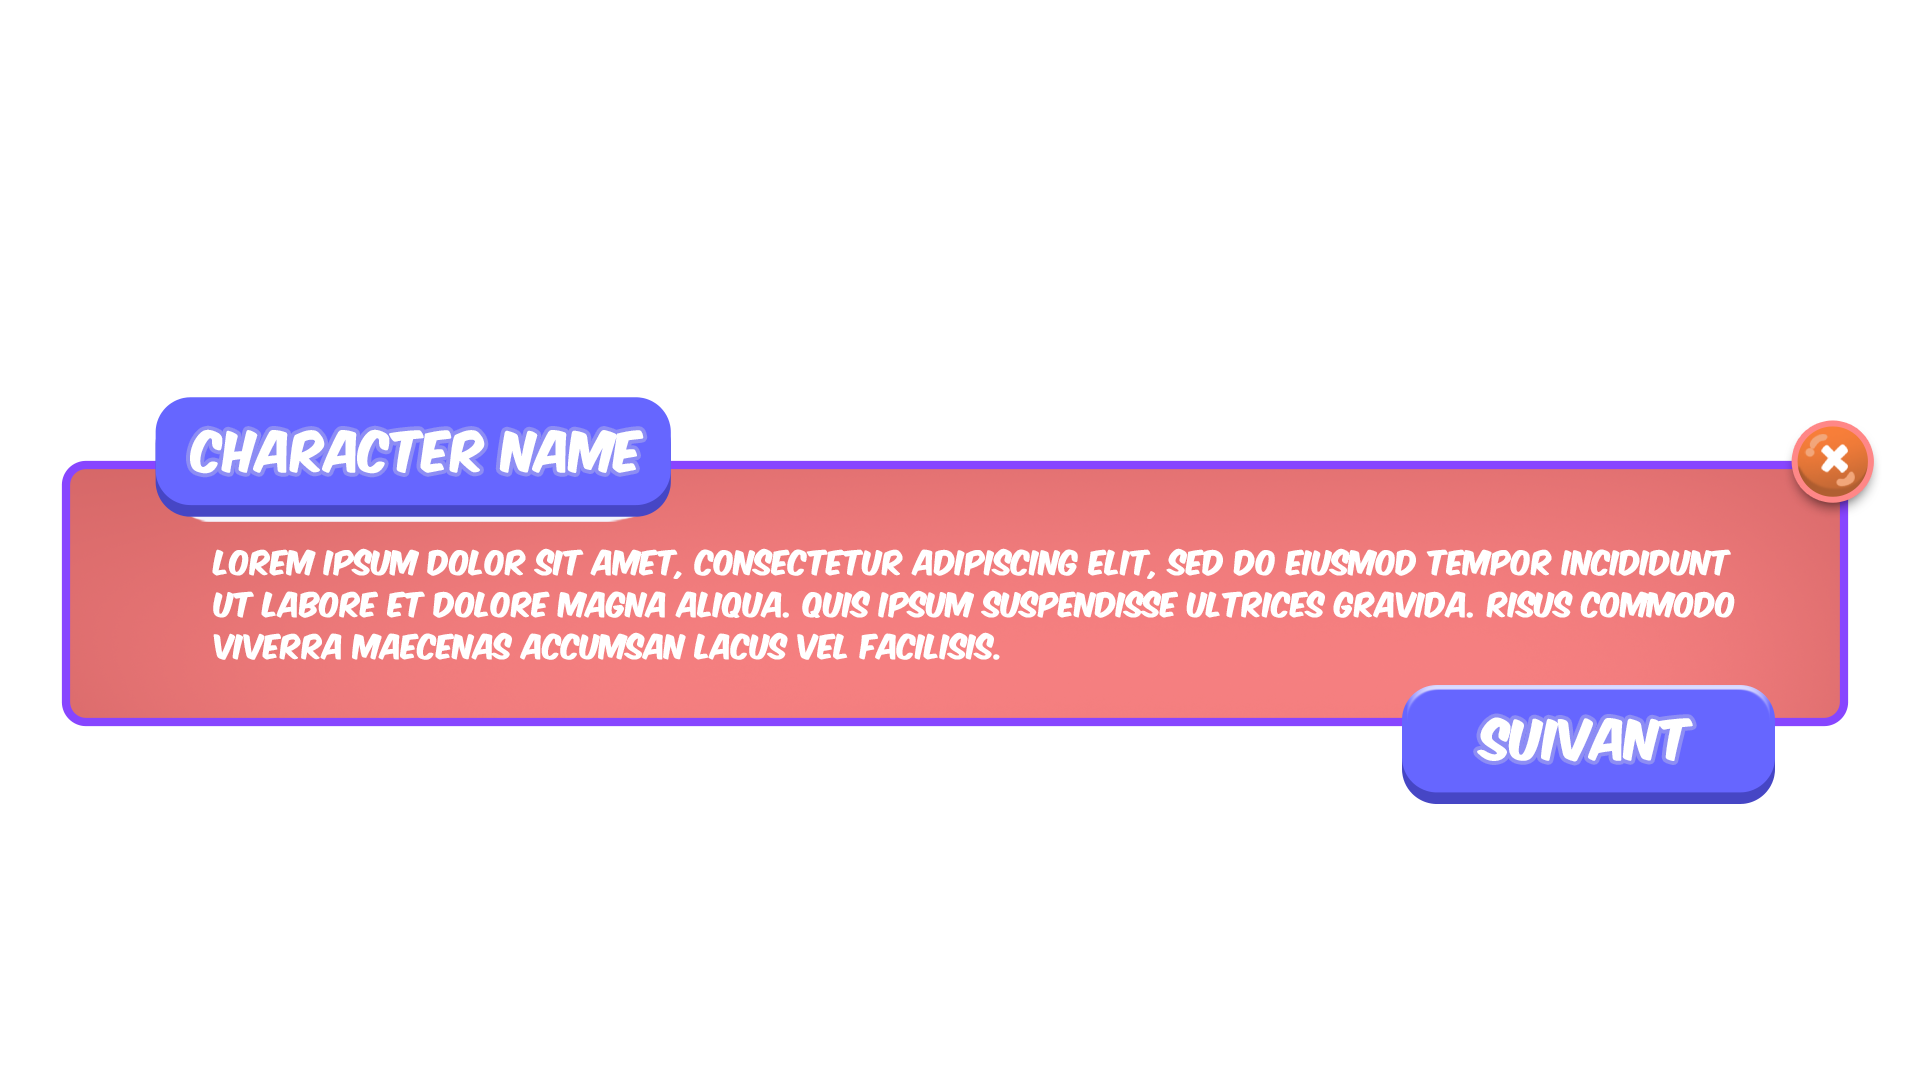 CHARACTER NAME
LOREM IPSUM DOLOR SIT AMET, CONSECTETUR ADIPISCING ELIT, SED DO EIUSMOD TEMPOR INCIDIDUNT
UT LABORE ET DOLORE MAGNA ALIQUA. QUIS IPSUM SUSPENDISSE ULTRICES GRAVIDA. RISUS COMMODO
VIVERRA MAECENAS ACCUMSAN LACUS VEL FACILISIS.
SUIVANT